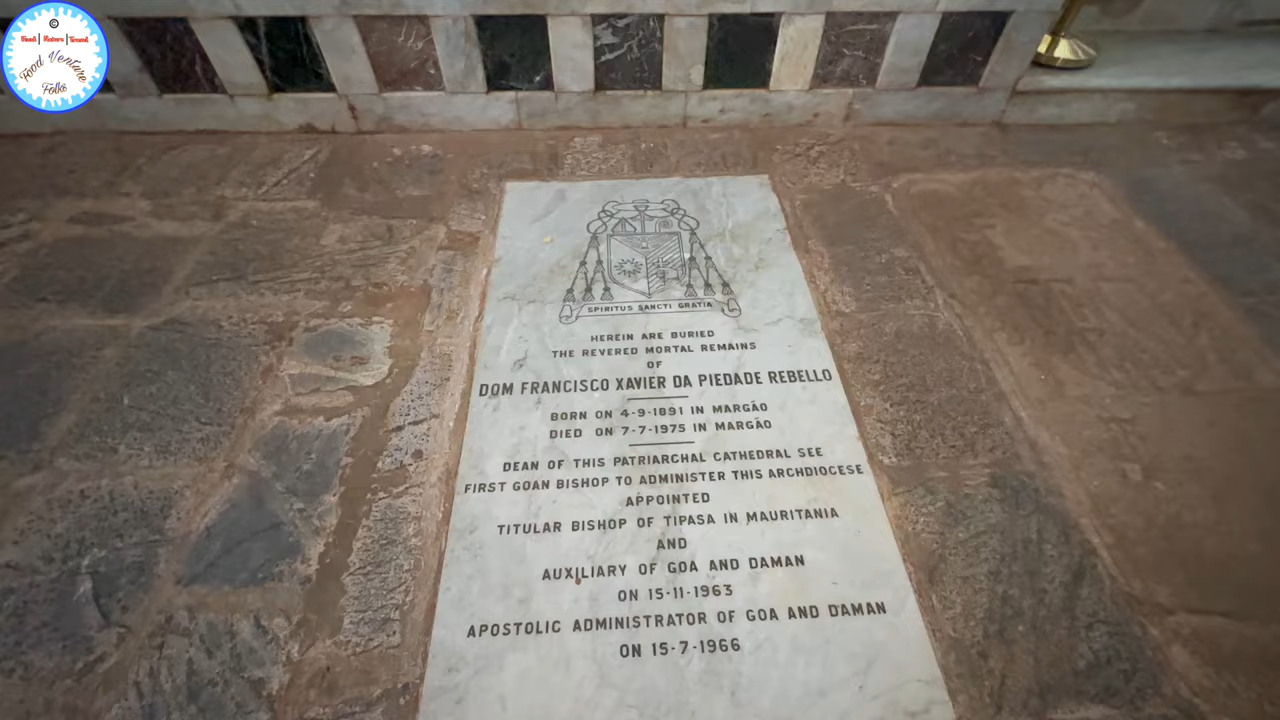 ©
Food | Nature | Travel
Food Venture
Folks
SPIRITUS SANCTI GRATIA
HEREIN ARE BURIED
THE REVERED MORTAL REMAINS
OF
DOM FRANCISCO XAVIER DA PIEDADE REBELLO
BORN ON 4-9-1891 IN MARGÃO
DIED ON 7-7-1975 IN MARGÃO
DEAN OF THIS PATRIARCHAL CATHEDRAL SEE
FIRST GOAN BISHOP TO ADMINISTER THIS ARCHDIOCESE
APPOINTED
TITULAR BISHOP OF TIPASA IN MAURITANIA
AND
AUXILIARY OF GOA AND DAMAN
ON 15-11-1963
APOSTOLIC ADMINISTRATOR OF GOA AND DAMAN
ON 15-7-1966